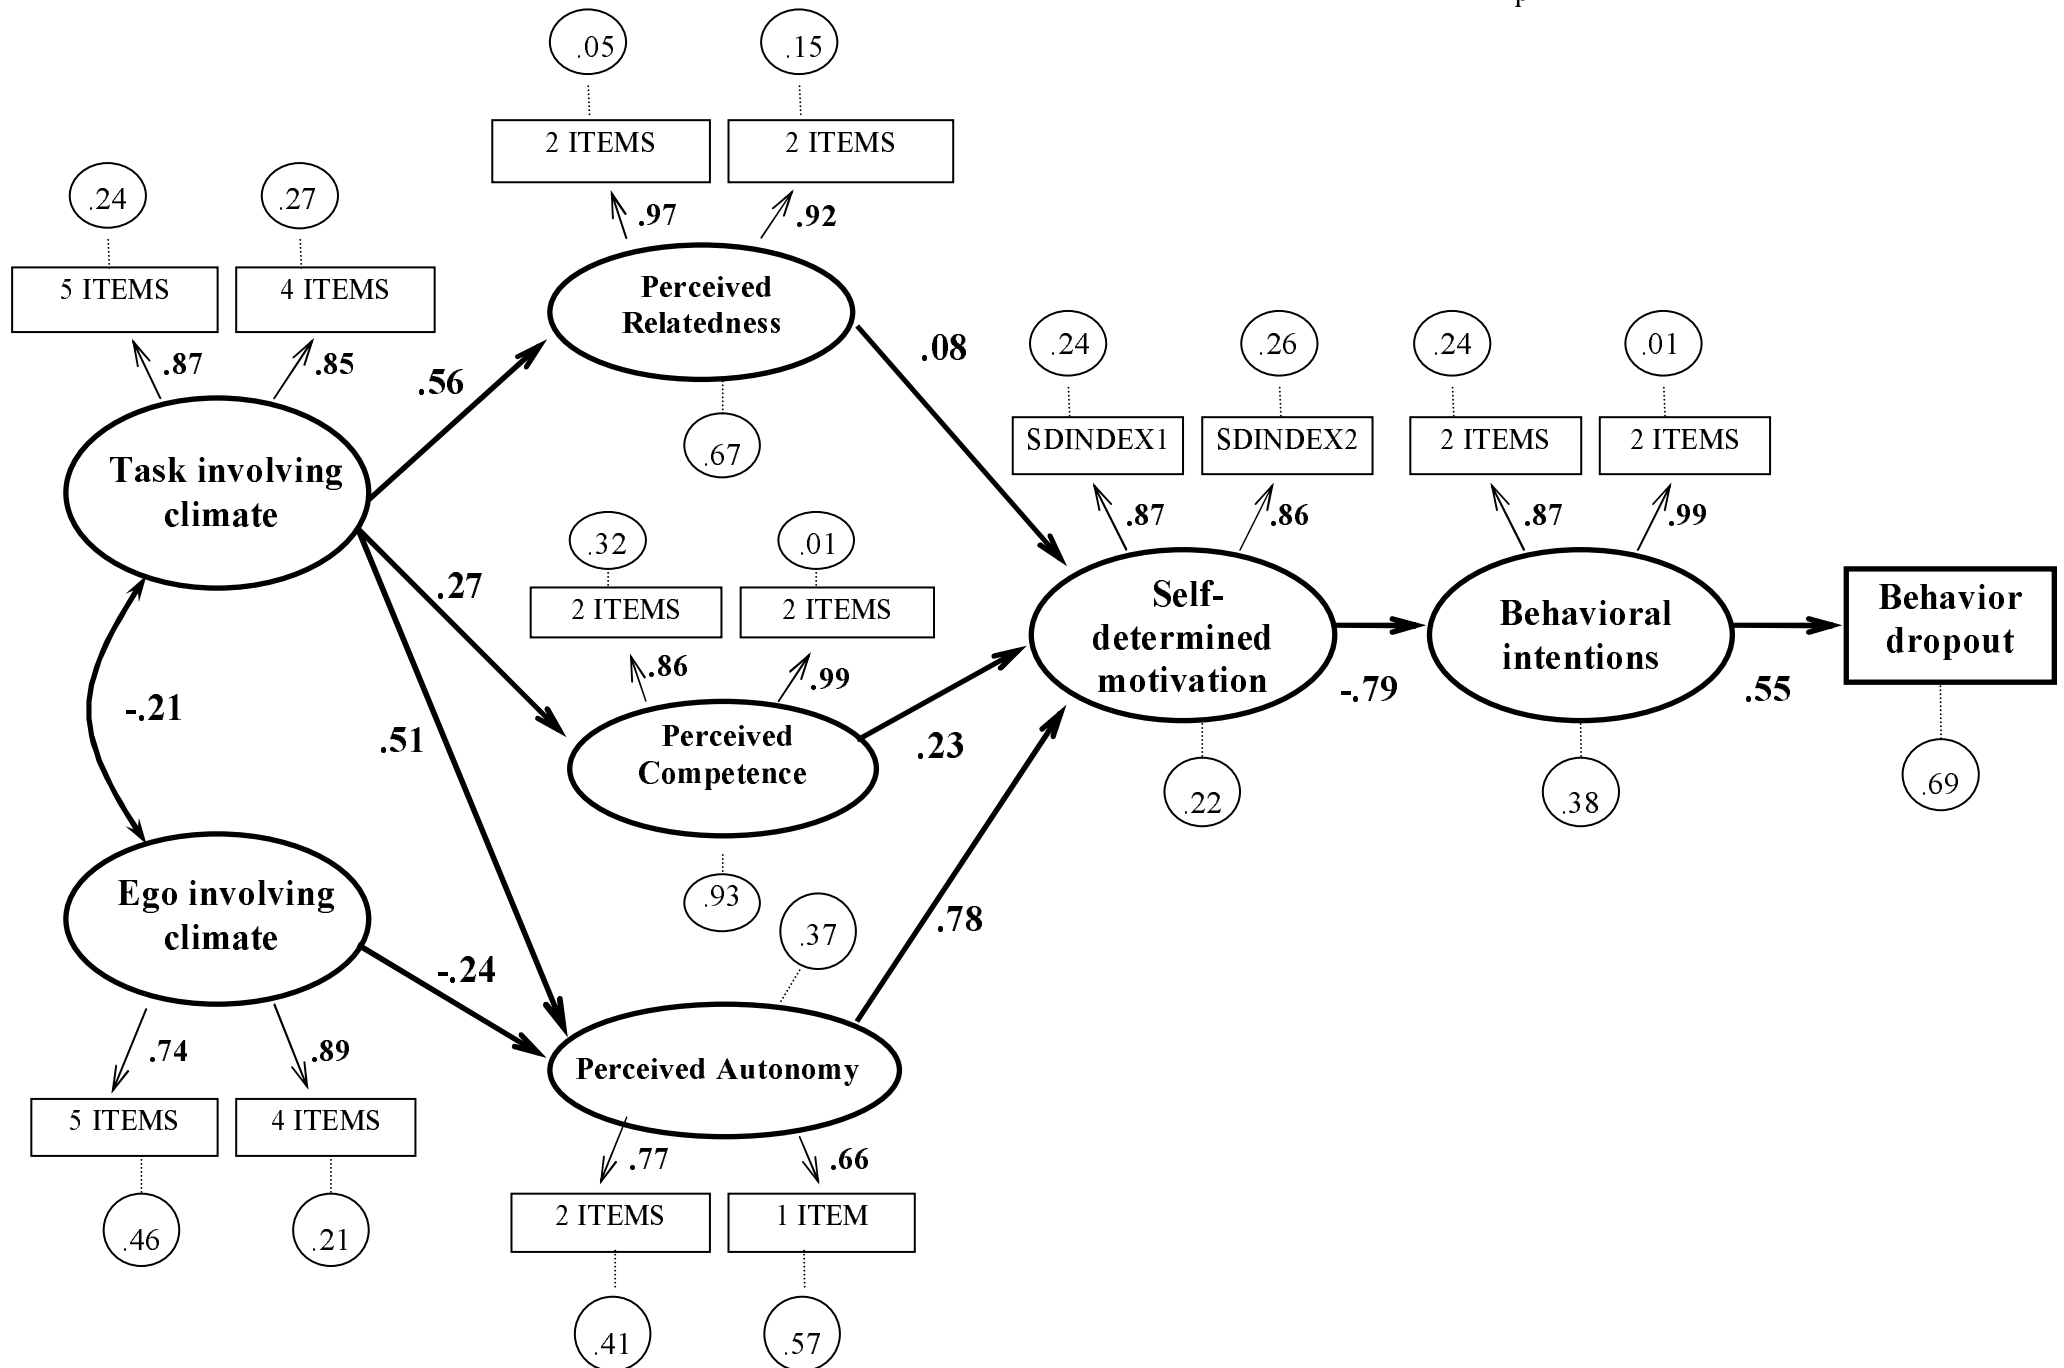 p
.05
.15
2 ITEMS
2 ITEMS
.24
.27
.97
.92
5 ITEMS
4 ITEMS
Perceived
Relatedness
.87
.85
.56
.08
.24
.26
.24
.01
.67
SDINDEX1
SDINDEX2
2 ITEMS
2 ITEMS
Task involving
climate
.87
.86
.87
.99
.32
.01
.27
2 ITEMS
2 ITEMS
.86
.99
Self-
determined
motivation
Behavioral
intentions
Behavior
dropout
-.21
.51
Perceived
Competence
.23
-.79
.55
.22
.38
.69
.93
.37
.78
Ego involving
climate
-.24
.74
.89
Perceived Autonomy
5 ITEMS
4 ITEMS
.77
.66
2 ITEMS
1 ITEM
.46
.21
.41
.57